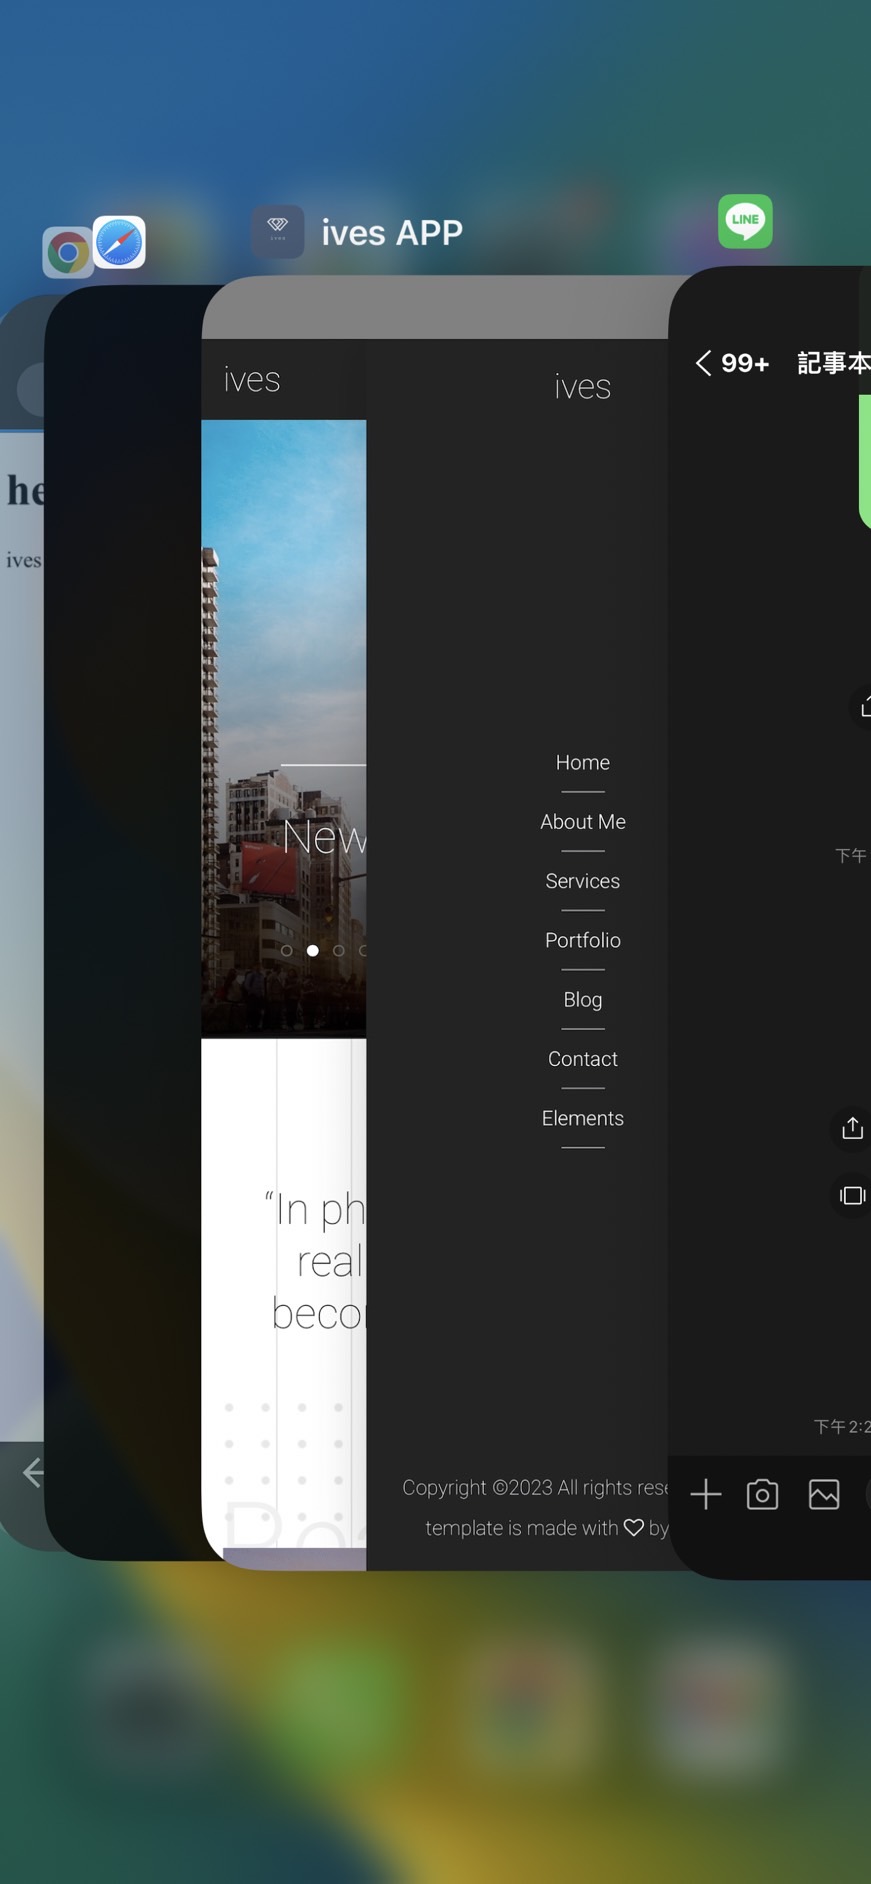 ives APP
LINE
99+ 記事本
ives
ives
he
ives
New
Home
About Me
Services
Portfolio
Blog
Contact
Elements
下午
“In ph
real
beco
下午 2:2
Copyright ©2023 All rights rese
template is made with ♡ by